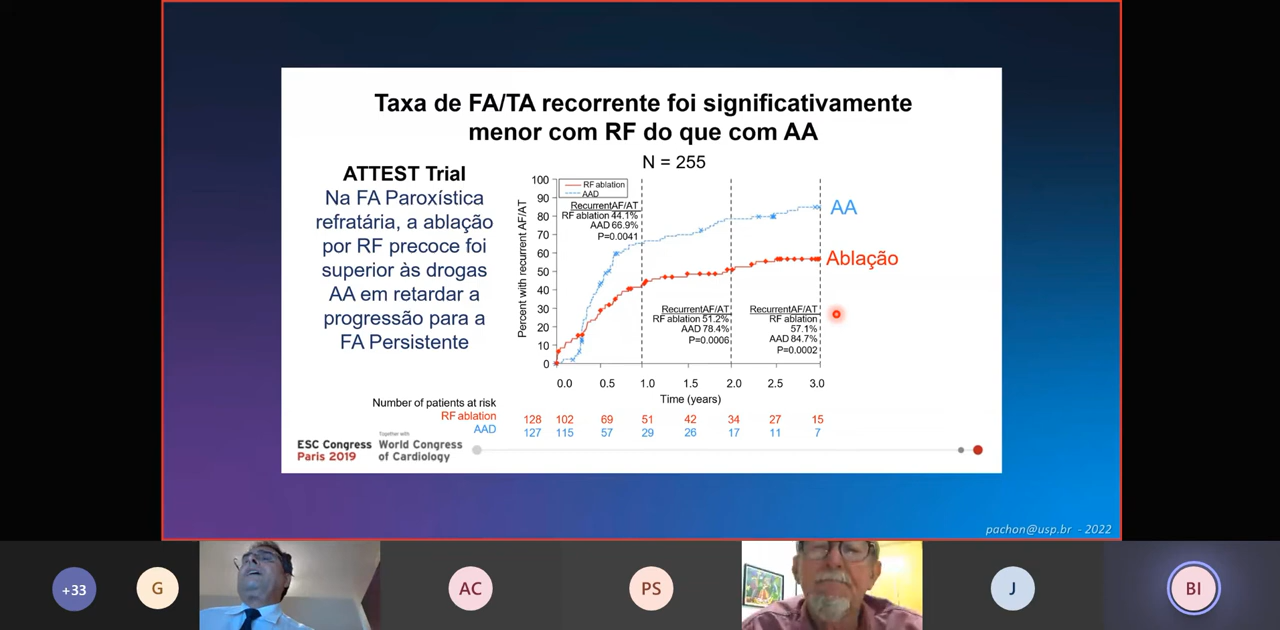 Taxa de FA/TA recorrente foi significativamente
menor com RF do que com AA
N = 255
ATTEST Trial
Na FA Paroxística
refratária, a ablação
por RF precoce foi
superior às drogas
AA em retardar a
progressão para a
FA Persistente
Percent with recurrent AF/AT
100
90
80
70
60
50
40
30
20
10
0
RF ablation
AAD
RecurrentAF/AT
RF ablation 44.1%
AAD 66.9%
P=0.0041
RecurrentAF/AT
RF ablation 51.2%
AAD 78.4%
P=0.0006
RecurrentAF/AT
RF ablation
57.1%
AAD 84.7%
P=0.0002
AA
Ablação
0.0 0.5 1.0 1.5 2.0 2.5 3.0
Time (years)
Number of patients at risk
RF ablation 128 102 69 51 42 34 27 15
AAD 127 115 57 29 26 17 11 7
ESC Congress
Paris 2019
Together with
World Congress
of Cardiology
pachon@usp.br - 2022
+33 G AC PS J BI